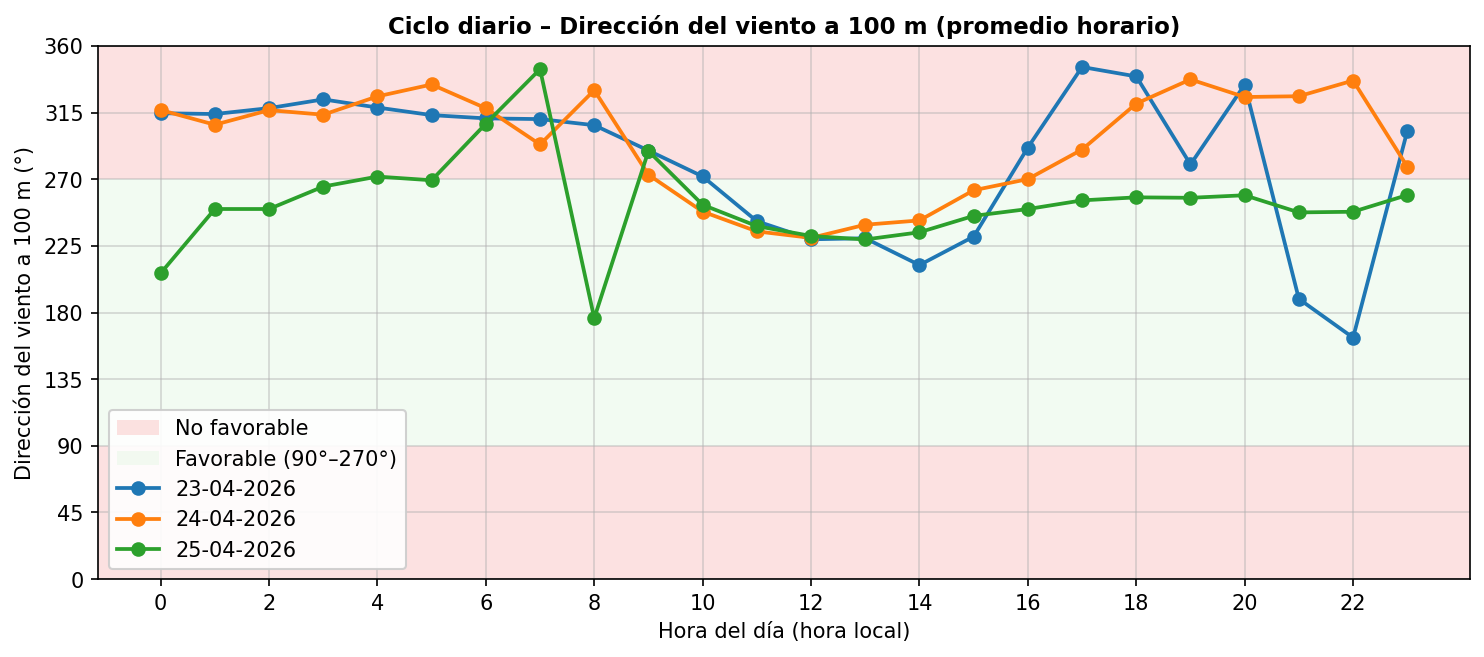 Ciclo diario – Dirección del viento a 100 m (promedio horario)
Dirección del viento a 100 m (°)
360
315
270
225
180
135
90
45
0
No favorable
Favorable (90°–270°)
23-04-2026
24-04-2026
25-04-2026
0 2 4 6 8 10 12 14 16 18 20 22
Hora del día (hora local)